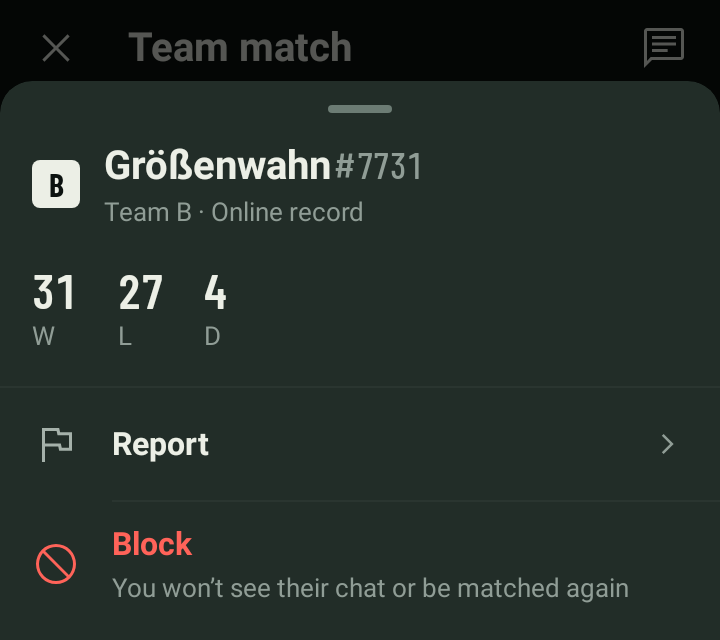 Team match
B
Größenwahn#7731
Team B · Online record
31 27 4
W L D
Report
Block
You won’t see their chat or be matched again